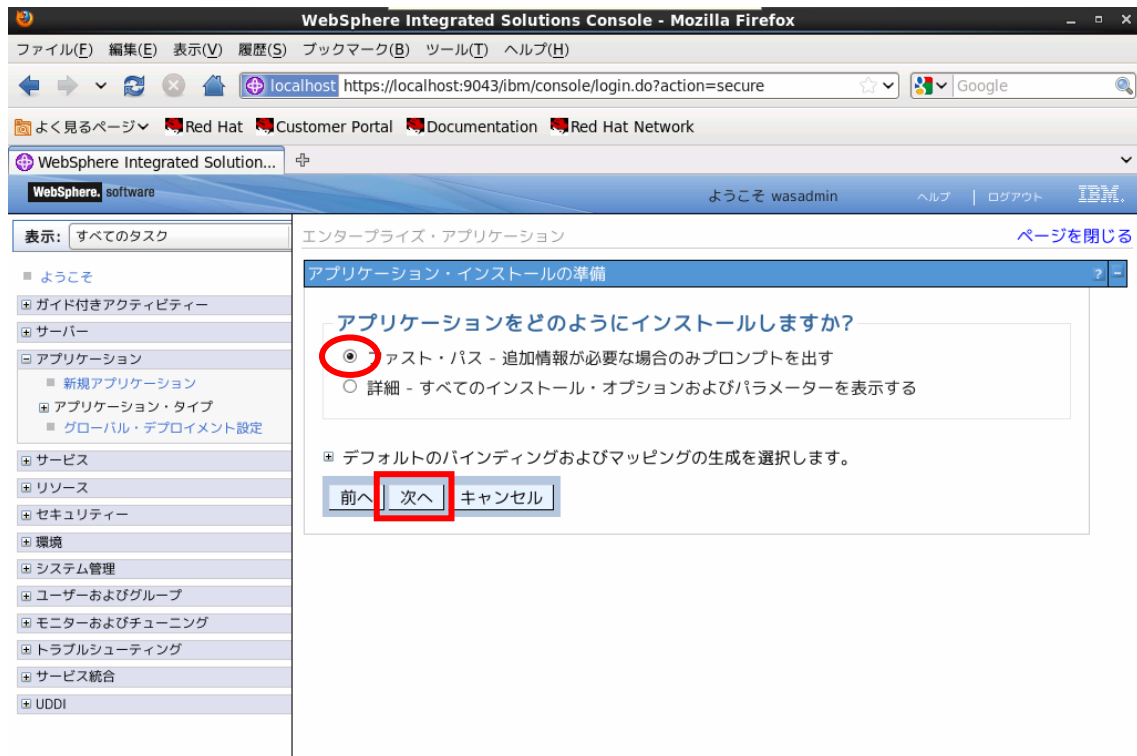 WebSphere Integrated Solutions Console - Mozilla Firefox
ファイル(F) 編集(E) 表示(V) 履歴(S) ブックマーク(B) ツール(T) ヘルプ(H)
localhost https://localhost:9043/ibm/console/login.do?action=secure Google
よく見るページ Red Hat Customer Portal Documentation Red Hat Network
WebSphere Integrated Solution...
WebSphere. software ようこそ wasadmin ヘルプ | ログアウト IBM.
表示: すべてのタスク
ようこそ
ガイド付きアクティビティー
サーバー
アプリケーション
新規アプリケーション
アプリケーション・タイプ
グローバル・デプロイメント設定
サービス
リソース
セキュリティー
環境
システム管理
ユーザーおよびグループ
モニターおよびチューニング
トラブルシューティング
サービス統合
UDDI
エンタープライズ・アプリケーション ページを閉じる
アプリケーション・インストールの準備 ? -
アプリケーションをどのようにインストールしますか?
ファスト・パス - 追加情報が必要な場合のみプロンプトを出す
詳細 - すべてのインストール・オプションおよびパラメーターを表示する
デフォルトのバインディングおよびマッピングの生成を選択します。
前へ 次へ キャンセル